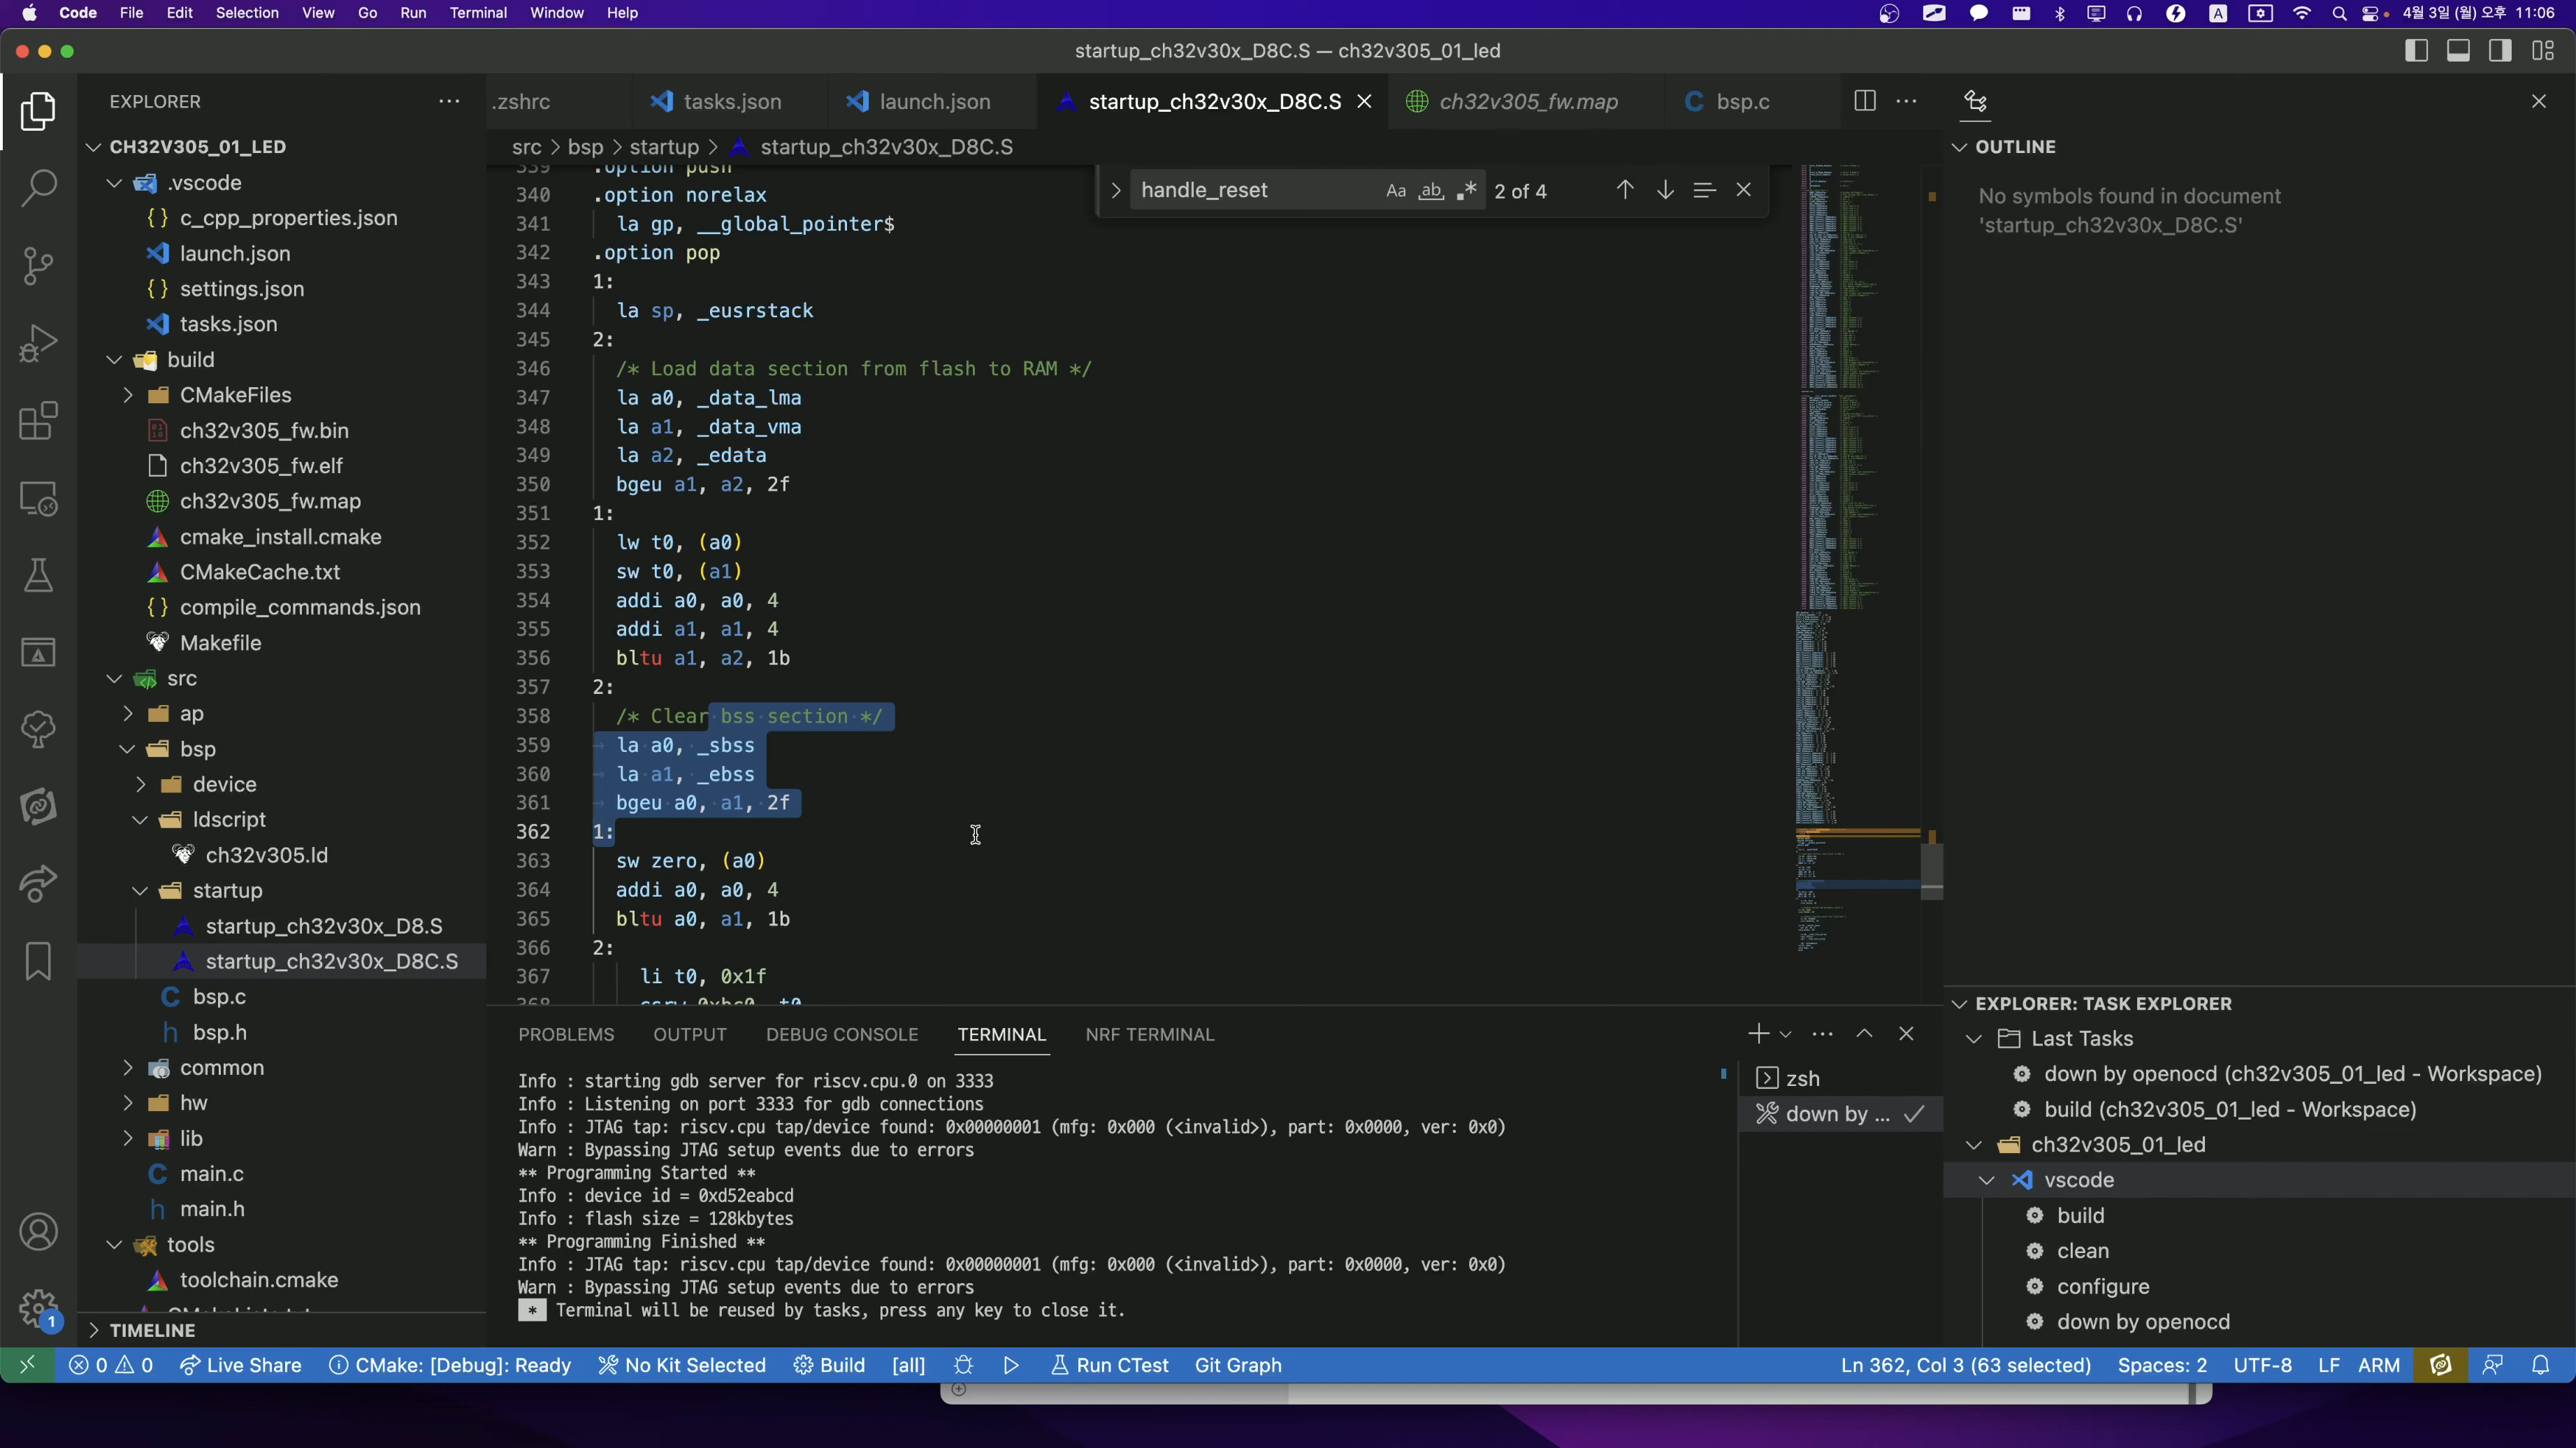 Code File Edit Selection View Go Run Terminal Window Help
4월 3일 (월) 오후 11:06
startup_ch32v30x_D8C.S — ch32v305_01_led
EXPLORER
.zshrc
tasks.json
launch.json
startup_ch32v30x_D8C.S
ch32v305_fw.map
bsp.c
CH32V305_01_LED
.vscode
c_cpp_properties.json
launch.json
settings.json
tasks.json
build
CMakeFiles
ch32v305_fw.bin
ch32v305_fw.elf
ch32v305_fw.map
cmake_install.cmake
CMakeCache.txt
compile_commands.json
Makefile
src
ap
bsp
device
ldscript
ch32v305.ld
startup
startup_ch32v30x_D8.S
startup_ch32v30x_D8C.S
bsp.c
bsp.h
common
hw
lib
main.c
main.h
tools
toolchain.cmake
TIMELINE
src > bsp > startup > startup_ch32v30x_D8C.S
handle_reset Aa ab 2 of 4
339 .option push
340 .option norelax
341 la gp, __global_pointer$
342 .option pop
343 1:
344 la sp, _eusrstack
345 2:
346 /* Load data section from flash to RAM */
347 la a0, _data_lma
348 la a1, _data_vma
349 la a2, _edata
350 bgeu a1, a2, 2f
351 1:
352 lw t0, (a0)
353 sw t0, (a1)
354 addi a0, a0, 4
355 addi a1, a1, 4
356 bltu a1, a2, 1b
357 2:
358 /* Clear bss section */
359 la a0, _sbss
360 la a1, _ebss
361 bgeu a0, a1, 2f
362 1:
363 sw zero, (a0)
364 addi a0, a0, 4
365 bltu a0, a1, 1b
366 2:
367 li t0, 0x1f
368 csrw 0xbc0, t0
PROBLEMS OUTPUT DEBUG CONSOLE TERMINAL NRF TERMINAL
Info : starting gdb server for riscv.cpu.0 on 3333
Info : Listening on port 3333 for gdb connections
Info : JTAG tap: riscv.cpu tap/device found: 0x00000001 (mfg: 0x000 (<invalid>), part: 0x0000, ver: 0x0)
Warn : Bypassing JTAG setup events due to errors
** Programming Started **
Info : device id = 0xd52eabcd
Info : flash size = 128kbytes
** Programming Finished **
Info : JTAG tap: riscv.cpu tap/device found: 0x00000001 (mfg: 0x000 (<invalid>), part: 0x0000, ver: 0x0)
Warn : Bypassing JTAG setup events due to errors
* Terminal will be reused by tasks, press any key to close it.
zsh
down by ...
OUTLINE
No symbols found in document
'startup_ch32v30x_D8C.S'
EXPLORER: TASK EXPLORER
Last Tasks
down by openocd (ch32v305_01_led - Workspace)
build (ch32v305_01_led - Workspace)
ch32v305_01_led
vscode
build
clean
configure
down by openocd
1
0 0 Live Share CMake: [Debug]: Ready No Kit Selected Build [all] Run CTest Git Graph
Ln 362, Col 3 (63 selected) Spaces: 2 UTF-8 LF ARM